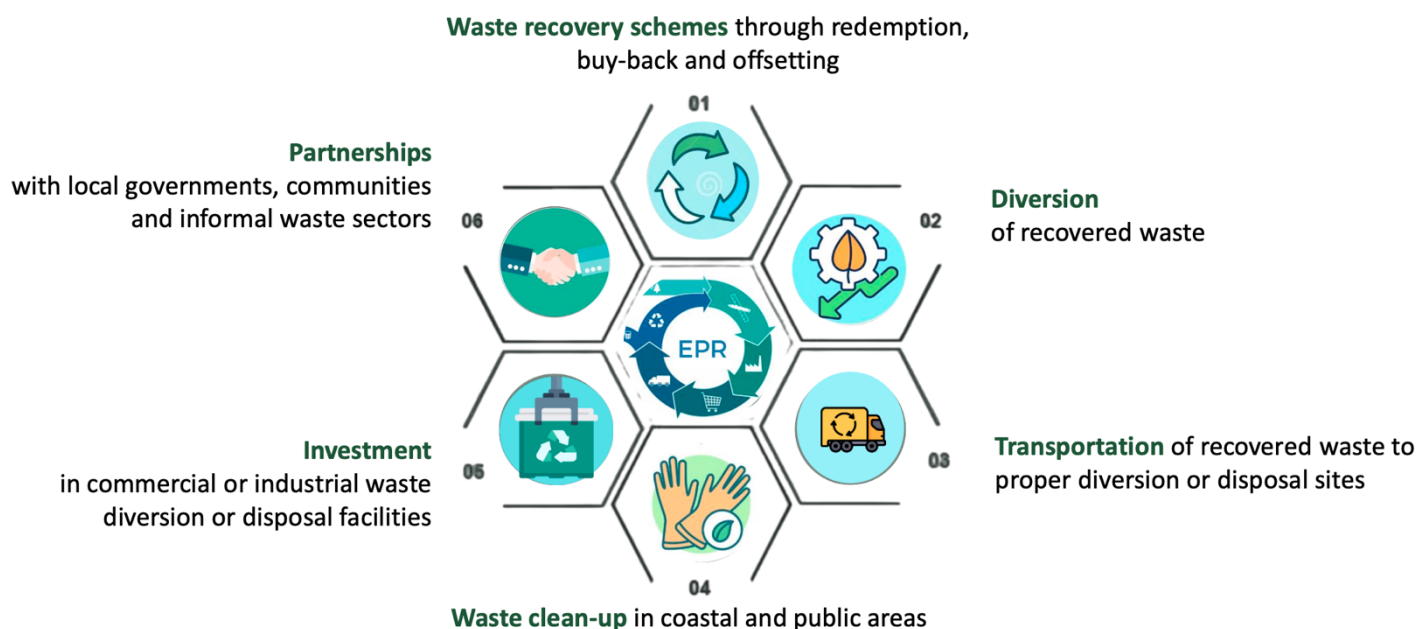 Waste recovery schemes through redemption,
buy-back and offsetting
01
Partnerships
with local governments, communities
and informal waste sectors
06
02
Diversion
of recovered waste
EPR
Investment
in commercial or industrial waste
diversion or disposal facilities
05
03
Transportation of recovered waste to
proper diversion or disposal sites
04
Waste clean-up in coastal and public areas